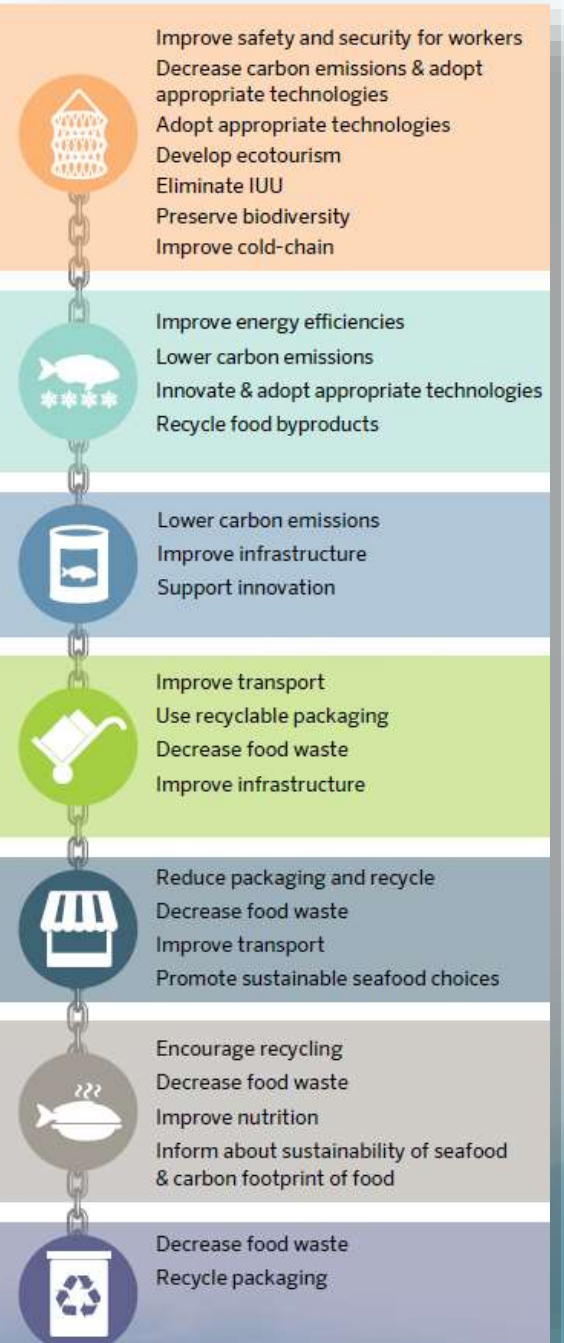 Improve safety and security for workers
Decrease carbon emissions & adopt
appropriate technologies
Adopt appropriate technologies
Develop ecotourism
Eliminate IUU
Preserve biodiversity
Improve cold-chain
Improve energy efficiencies
Lower carbon emissions
Innovate & adopt appropriate technologies
Recycle food byproducts
Lower carbon emissions
Improve infrastructure
Support innovation
Improve transport
Use recyclable packaging
Decrease food waste
Improve infrastructure
Reduce packaging and recycle
Decrease food waste
Improve transport
Promote sustainable seafood choices
Encourage recycling
Decrease food waste
Improve nutrition
Inform about sustainability of seafood
& carbon footprint of food
Decrease food waste
Recycle packaging